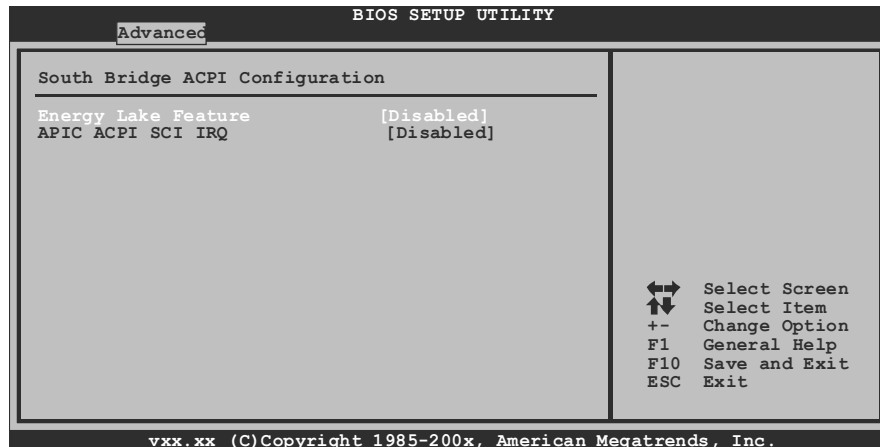 BIOS SETUP UTILITY
Advanced
South Bridge ACPI Configuration
Energy Lake Feature [Disabled]
APIC ACPI SCI IRQ [Disabled]
Select Screen
Select Item
+- Change Option
F1 General Help
F10 Save and Exit
ESC Exit
vxx.xx (C)Copyright 1985-200x, American Megatrends, Inc.